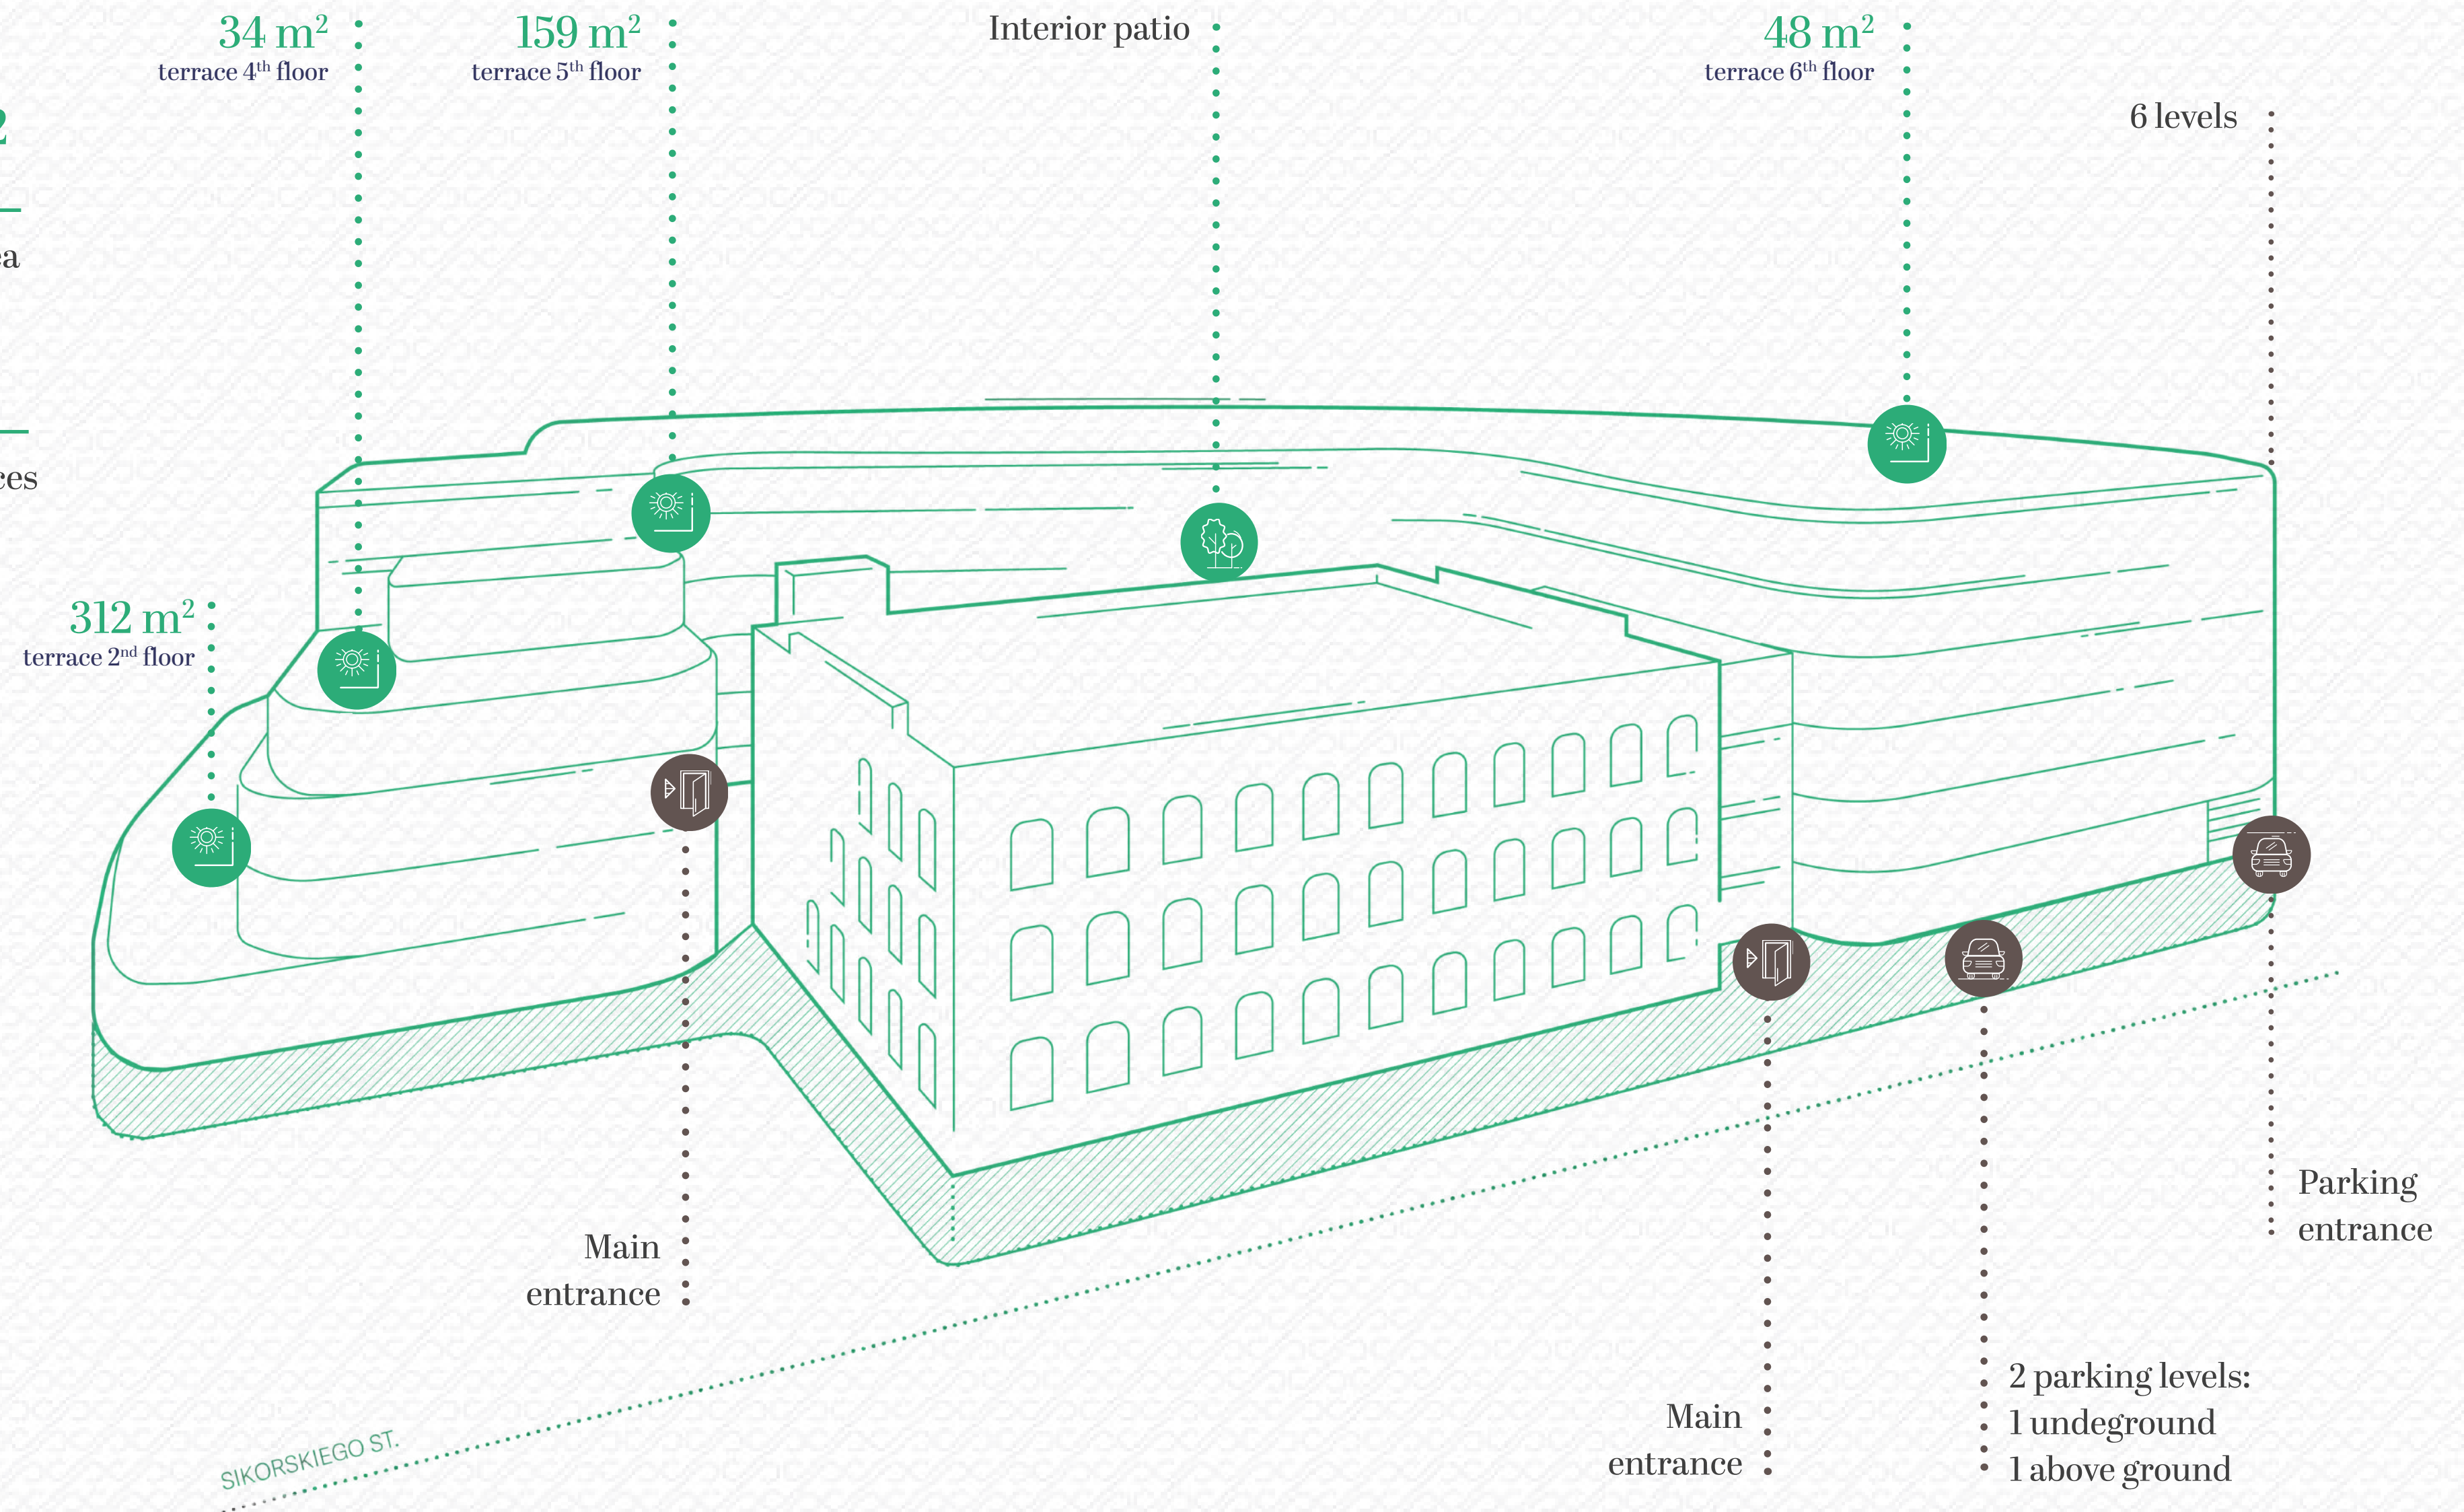 34 m²
terrace 4th floor
159 m²
terrace 5th floor
Interior patio
48 m²
terrace 6th floor
6 levels
2
312 m²
terrace 2nd floor
Parking
entrance
Main
entrance
Main
entrance
2 parking levels:
1 undeground
1 above ground
SIKORSKIEGO ST.